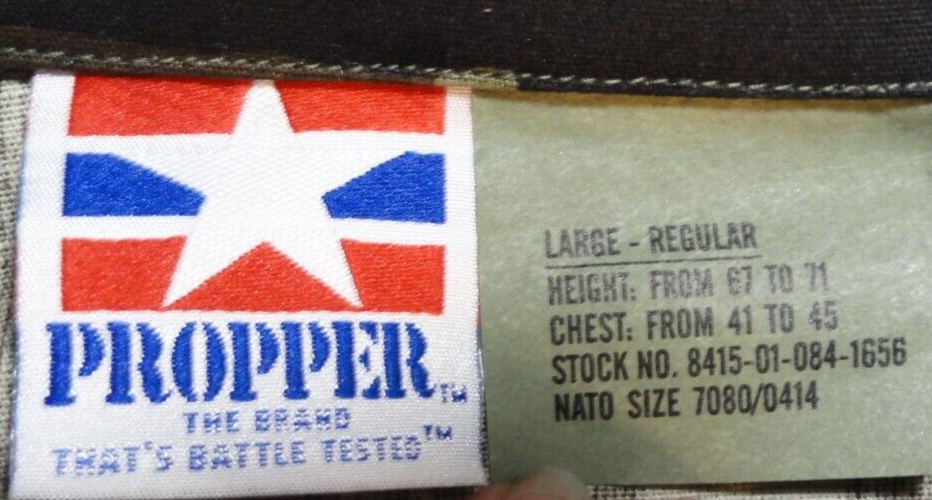 PROPPER™
THE BRAND
THAT'S BATTLE TESTED™
LARGE - REGULAR
HEIGHT: FROM 67 TO 71
CHEST: FROM 41 TO 45
STOCK NO. 8415-01-084-1656
NATO SIZE 7080/0414